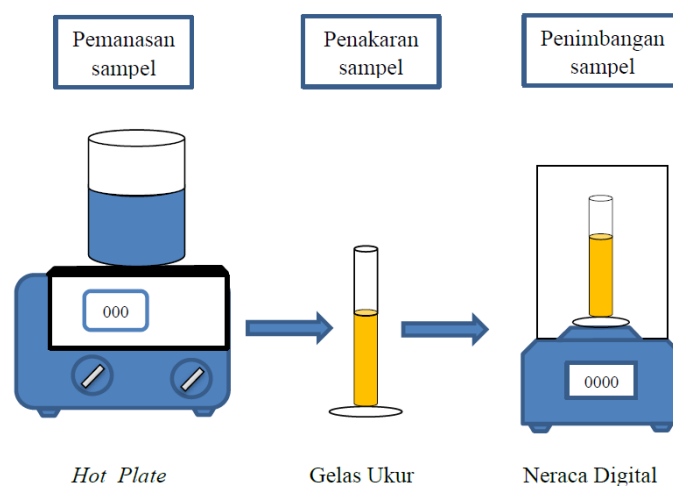 Pemanasan
sampel
Penakaran
sampel
Penimbangan
sampel
000
0000
Hot Plate
Gelas Ukur
Neraca Digital